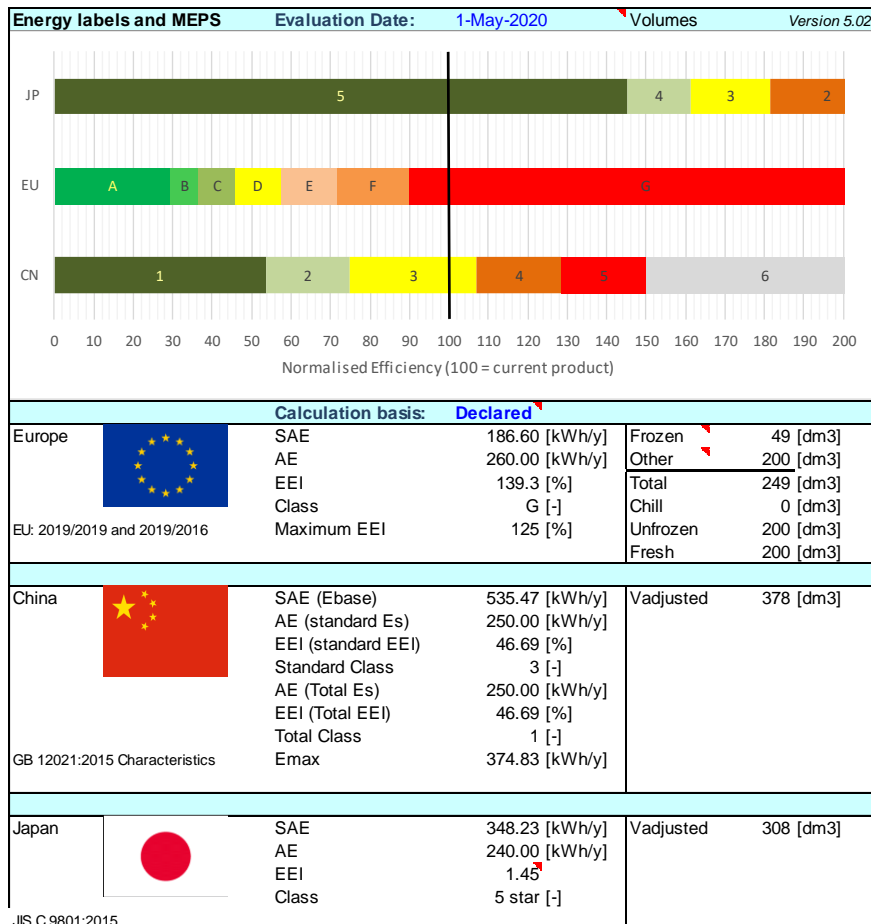 Energy labels and MEPS Evaluation Date: 1-May-2020 Volumes Version 5.02
JP 5 4 3 2
EU A B C D E F G
CN 1 2 3 4 5 6
0 10 20 30 40 50 60 70 80 90 100 110 120 130 140 150 160 170 180 190 200
Normalised Efficiency (100 = current product)
Calculation basis: Declared
Europe SAE 186.60 [kWh/y] Frozen 49 [dm3]
AE 260.00 [kWh/y] Other 200 [dm3]
EEI 139.3 [%] Total 249 [dm3]
Class G [-] Chill 0 [dm3]
EU: 2019/2019 and 2019/2016 Maximum EEI 125 [%] Unfrozen 200 [dm3]
Fresh 200 [dm3]
China SAE (Ebase) 535.47 [kWh/y] Vadjusted 378 [dm3]
AE (standard Es) 250.00 [kWh/y]
EEI (standard EEI) 46.69 [%]
Standard Class 3 [-]
AE (Total Es) 250.00 [kWh/y]
EEI (Total EEI) 46.69 [%]
Total Class 1 [-]
GB 12021:2015 Characteristics Emax 374.83 [kWh/y]
Japan SAE 348.23 [kWh/y] Vadjusted 308 [dm3]
AE 240.00 [kWh/y]
EEI 1.45
Class 5 star [-]
JIS C 9801:2015